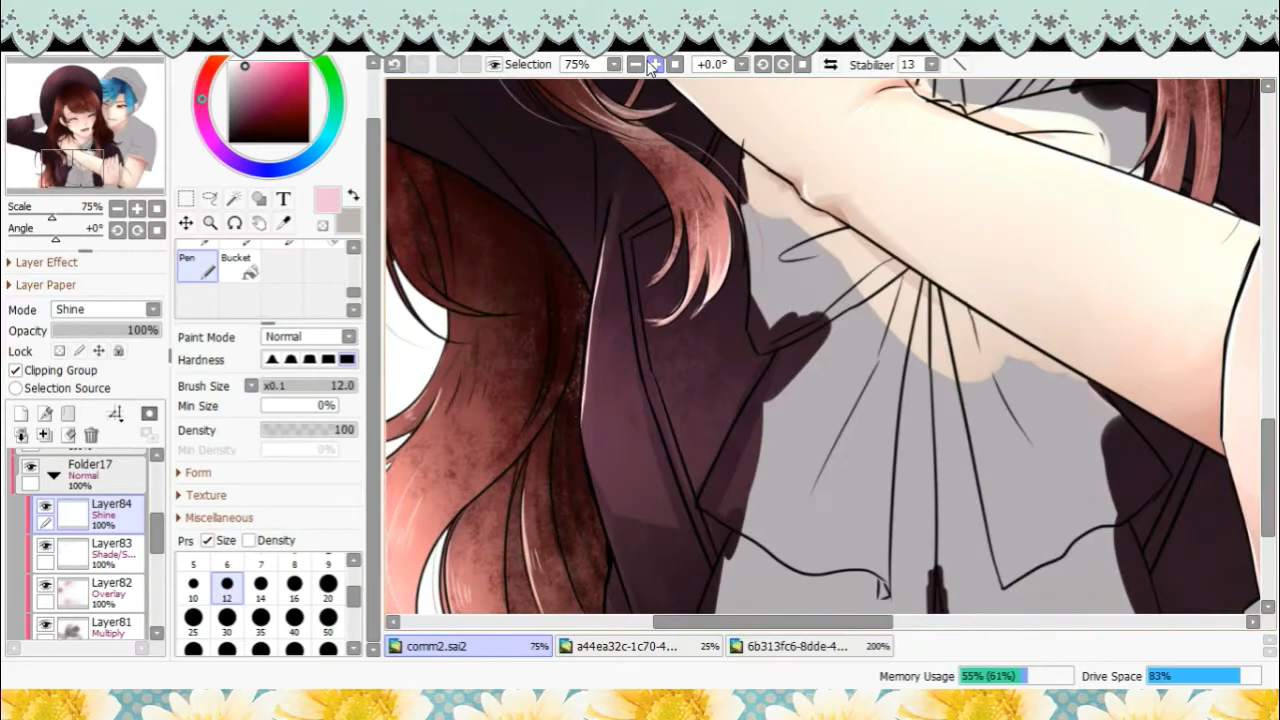 Selection 75% +0.0° Stabilizer 13
Scale 75%
Angle +0°
Layer Effect
Layer Paper
Mode Shine
Opacity 100%
Lock
Clipping Group
Selection Source
Folder17
Normal
100%
Layer84
Shine
100%
Layer83
Shade/S...
100%
Layer82
Overlay
100%
Layer81
Multiply
T
Pen Bucket
Paint Mode Normal
Hardness
Brush Size x0.1 12.0
Min Size 0%
Density 100
Min Density 0%
Form
Texture
Miscellaneous
Prs Size Density
5 6 7 8 9
10 12 14 16 20
25 30 35 40 50
comm2.sai2 75% a44ea32c-1c70-4... 25% 6b313fc6-8dde-4... 200%
Memory Usage 55% (61%) Drive Space 83%